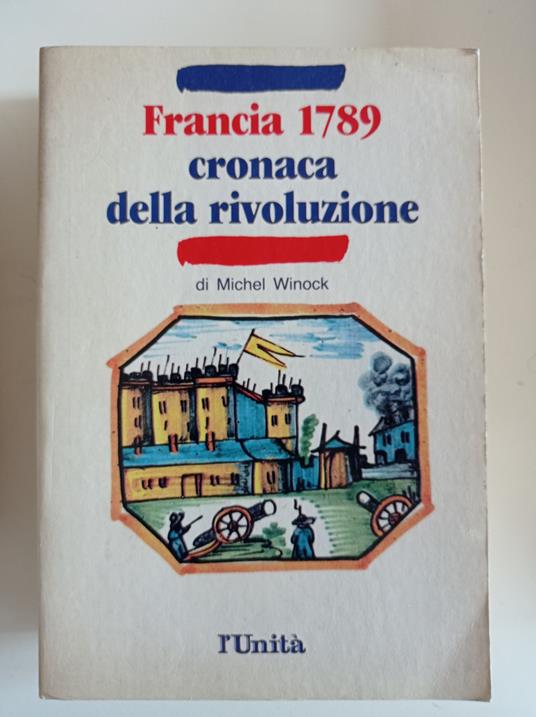 Francia 1789
cronaca
della rivoluzione
di Michel Winock
l'Unità